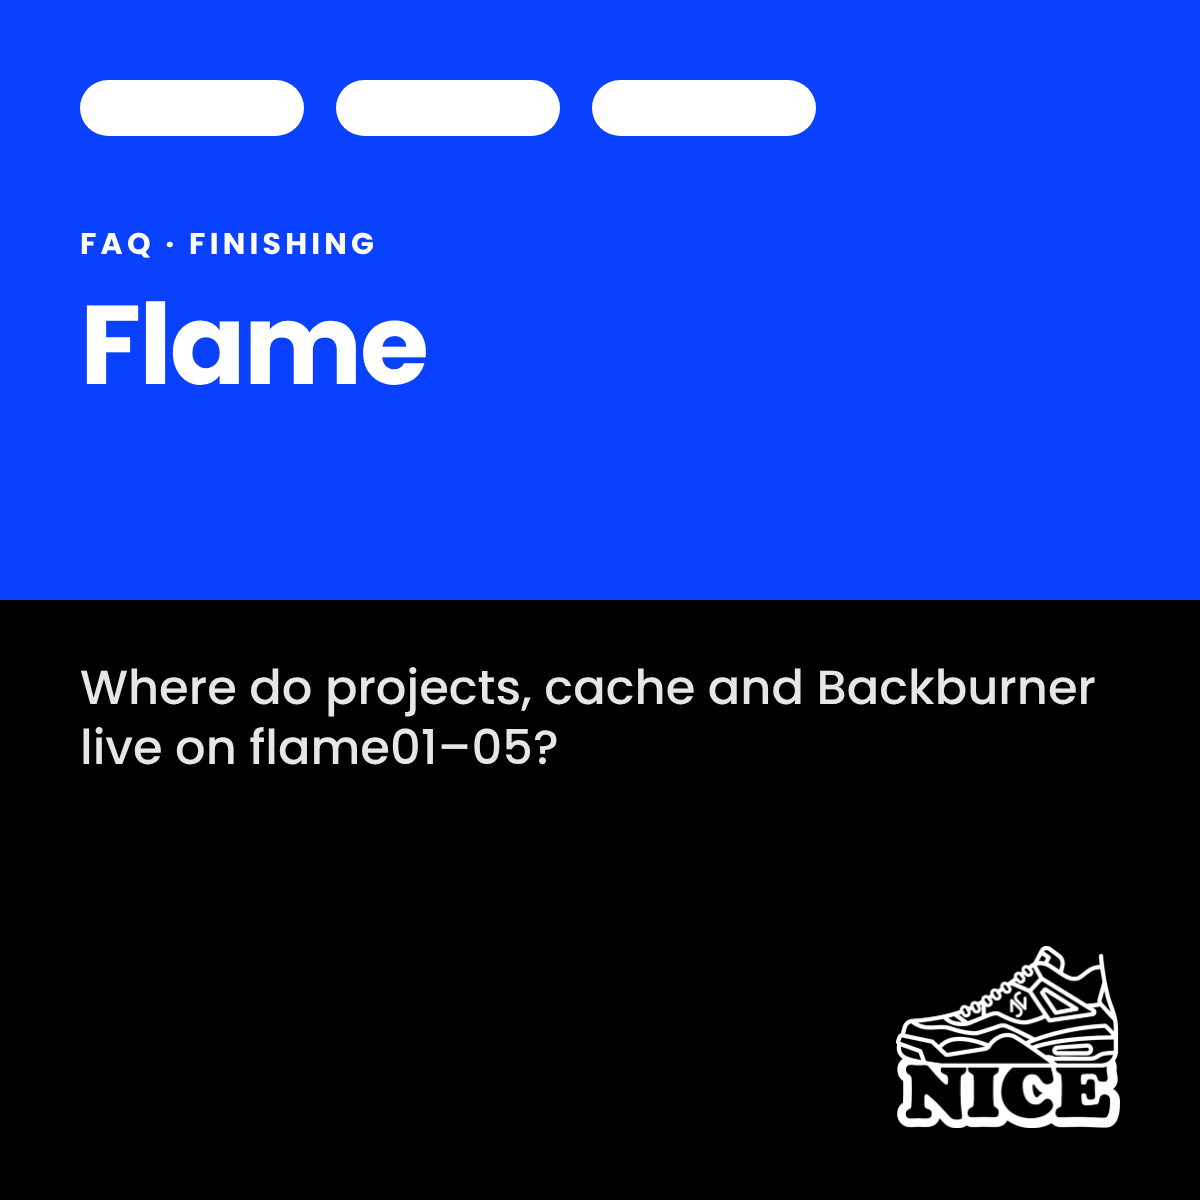 FAQ · FINISHING
Flame
Where do projects, cache and Backburner
live on flame01–05?
NICE